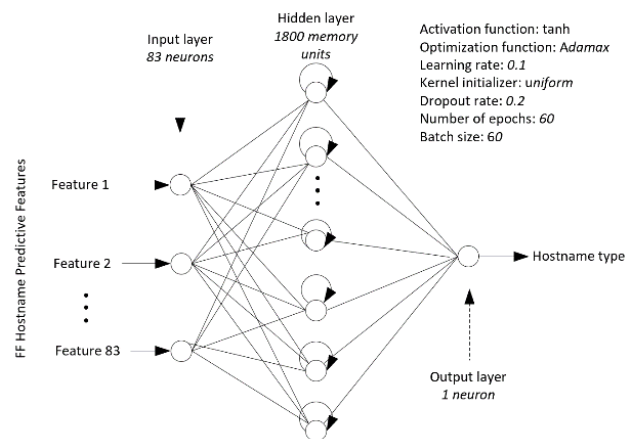 Input layer
83 neurons
Hidden layer
1800 memory
units
Activation function: tanh
Optimization function: Adamax
Learning rate: 0.1
Kernel initializer: uniform
Dropout rate: 0.2
Number of epochs: 60
Batch size: 60
FF Hostname Predictive Features
Feature 1
Feature 2
Feature 83
Hostname type
Output layer
1 neuron